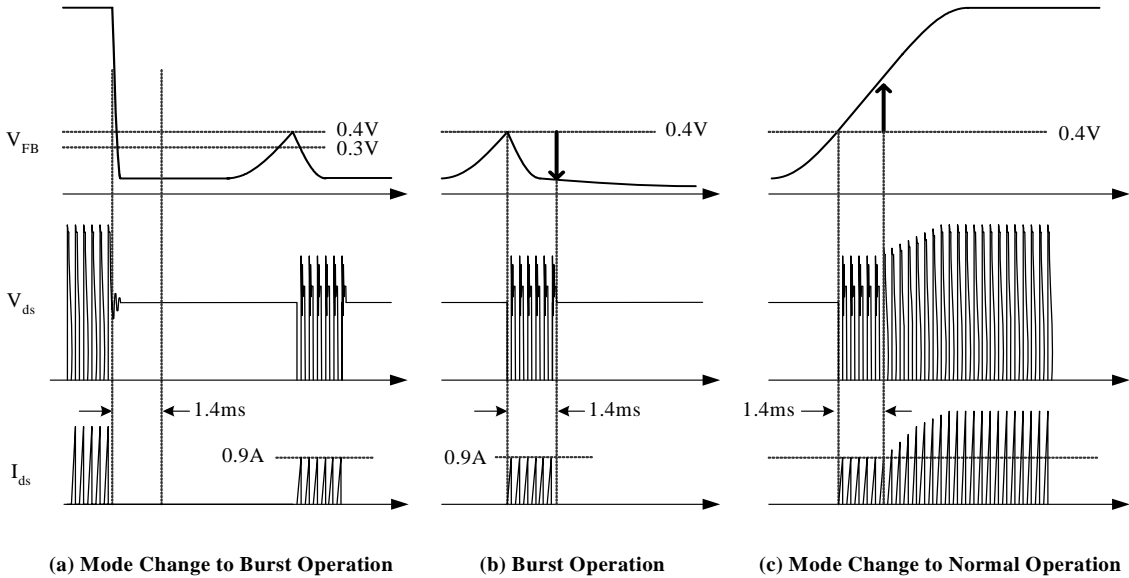 V_FB
0.4V
0.3V
0.4V
0.4V
V_ds
1.4ms
1.4ms
1.4ms
I_ds
0.9A
0.9A
(a) Mode Change to Burst Operation
(b) Burst Operation
(c) Mode Change to Normal Operation